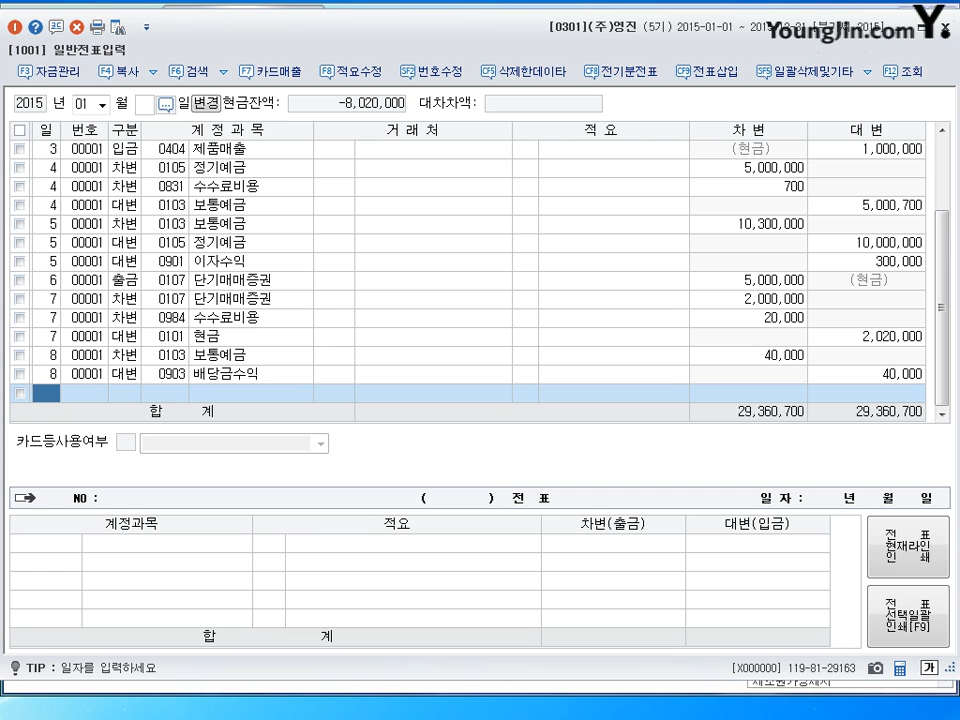 [0301](주)영진 (5기) 2015-01-01 ~
YoungJin.com Y.
[1001] 일반전표입력
F3 자금관리 F4 복사 F6 검색 F7 카드매출 F8 적요수정 SF2 번호수정 CF5 삭제한데이타 CF8 전기분전표 CF9 전표삽입 SF5 일괄삭제및기타 F12 조회
2015 년 01 월 ... 일 변경 현금잔액: -8,020,000 대차차액:
일 번호 구분 계 정 과 목 거 래 처 적 요 차 변 대 변
3 00001 입금 0404 제품매출 (현금) 1,000,000
4 00001 차변 0105 정기예금 5,000,000
4 00001 차변 0831 수수료비용 700
4 00001 대변 0103 보통예금 5,000,700
5 00001 차변 0103 보통예금 10,300,000
5 00001 대변 0105 정기예금 10,000,000
5 00001 대변 0901 이자수익 300,000
6 00001 출금 0107 단기매매증권 5,000,000 (현금)
7 00001 차변 0107 단기매매증권 2,000,000
7 00001 차변 0984 수수료비용 20,000
7 00001 대변 0101 현금 2,020,000
8 00001 차변 0103 보통예금 40,000
8 00001 대변 0903 배당금수익 40,000
합 계 29,360,700 29,360,700
카드등사용여부
NO : ( ) 전 표 일 자 : 년 월 일
계정과목 적요 차변(출금) 대변(입금)
전 표
현재라인
인 쇄
전 표
선택일괄
인쇄[F9]
합 계
TIP : 일자를 입력하세요 [X000000] 119-81-29163 가